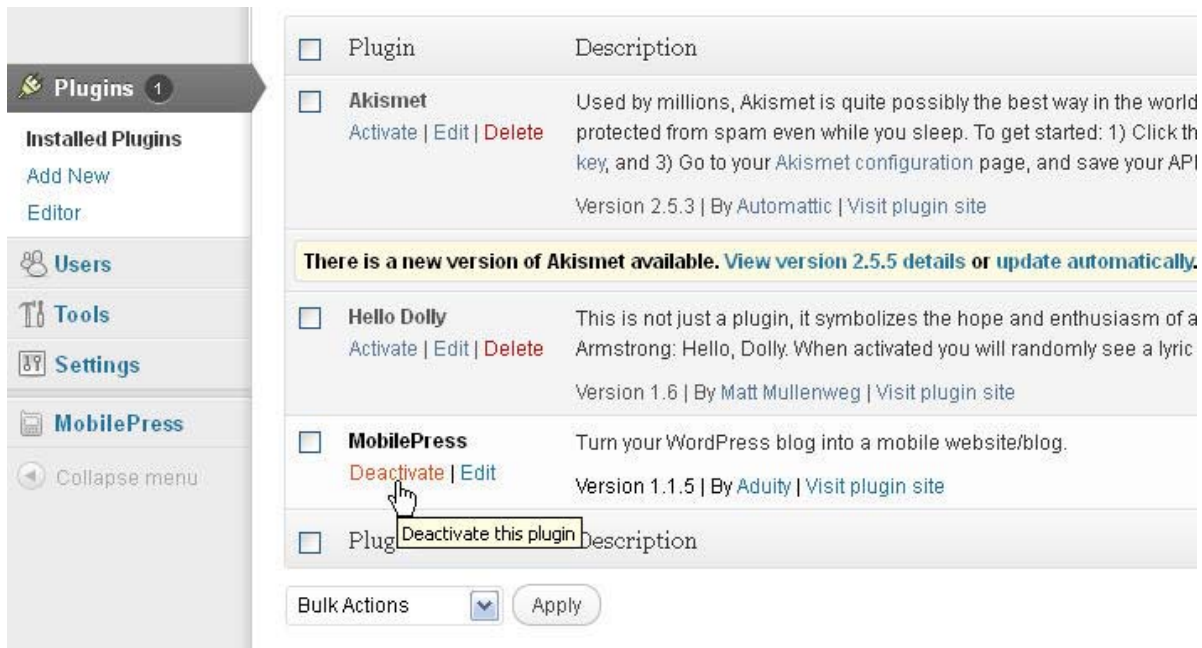 Plugins 1
Installed Plugins
Add New
Editor
Users
Tools
Settings
MobilePress
Collapse menu
Plugin Description
Akismet
Activate | Edit | Delete
Used by millions, Akismet is quite possibly the best way in the world
protected from spam even while you sleep. To get started: 1) Click th
key, and 3) Go to your Akismet configuration page, and save your API
Version 2.5.3 | By Automattic | Visit plugin site
There is a new version of Akismet available. View version 2.5.5 details or update automatically.
Hello Dolly
Activate | Edit | Delete
This is not just a plugin, it symbolizes the hope and enthusiasm of a
Armstrong: Hello, Dolly. When activated you will randomly see a lyric
Version 1.6 | By Matt Mullenweg | Visit plugin site
MobilePress
Deactivate | Edit
Turn your WordPress blog into a mobile website/blog.
Version 1.1.5 | By Aduity | Visit plugin site
Deactivate this plugin
Plug Description
Bulk Actions Apply